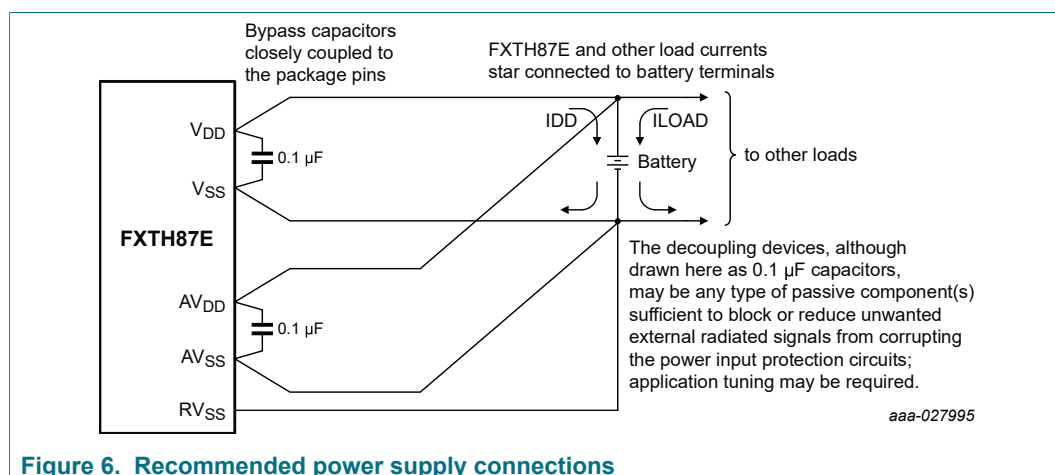 Bypass capacitors
closely coupled to
the package pins
FXTH87E and other load currents
star connected to battery terminals
VDD
0.1 µF
VSS
FXTH87E
AVDD
0.1 µF
AVSS
RVSS
IDD
ILOAD
Battery
to other loads
The decoupling devices, although
drawn here as 0.1 µF capacitors,
may be any type of passive component(s)
sufficient to block or reduce unwanted
external radiated signals from corrupting
the power input protection circuits;
application tuning may be required.
aaa-027995
Figure 6. Recommended power supply connections